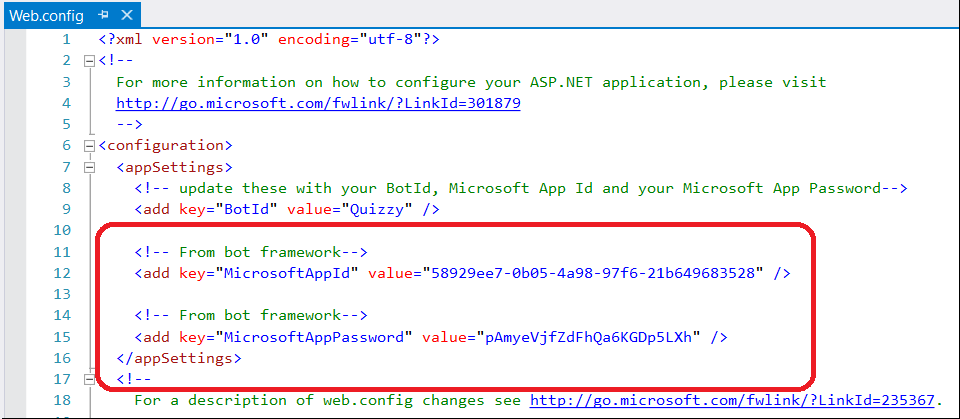 Web.config
1 <?xml version="1.0" encoding="utf-8"?>
2 <!--
3 For more information on how to configure your ASP.NET application, please visit
4 http://go.microsoft.com/fwlink/?LinkId=301879
5 -->
6 <configuration>
7 <appSettings>
8 <!-- update these with your BotId, Microsoft App Id and your Microsoft App Password-->
9 <add key="BotId" value="Quizzy" />
10
11 <!-- From bot framework-->
12 <add key="MicrosoftAppId" value="58929ee7-0b05-4a98-97f6-21b649683528" />
13
14 <!-- From bot framework-->
15 <add key="MicrosoftAppPassword" value="pAmyeVjfZdFhQa6KGDp5LXh" />
16 </appSettings>
17 <!--
18 For a description of web.config changes see http://go.microsoft.com/fwlink/?LinkId=235367.